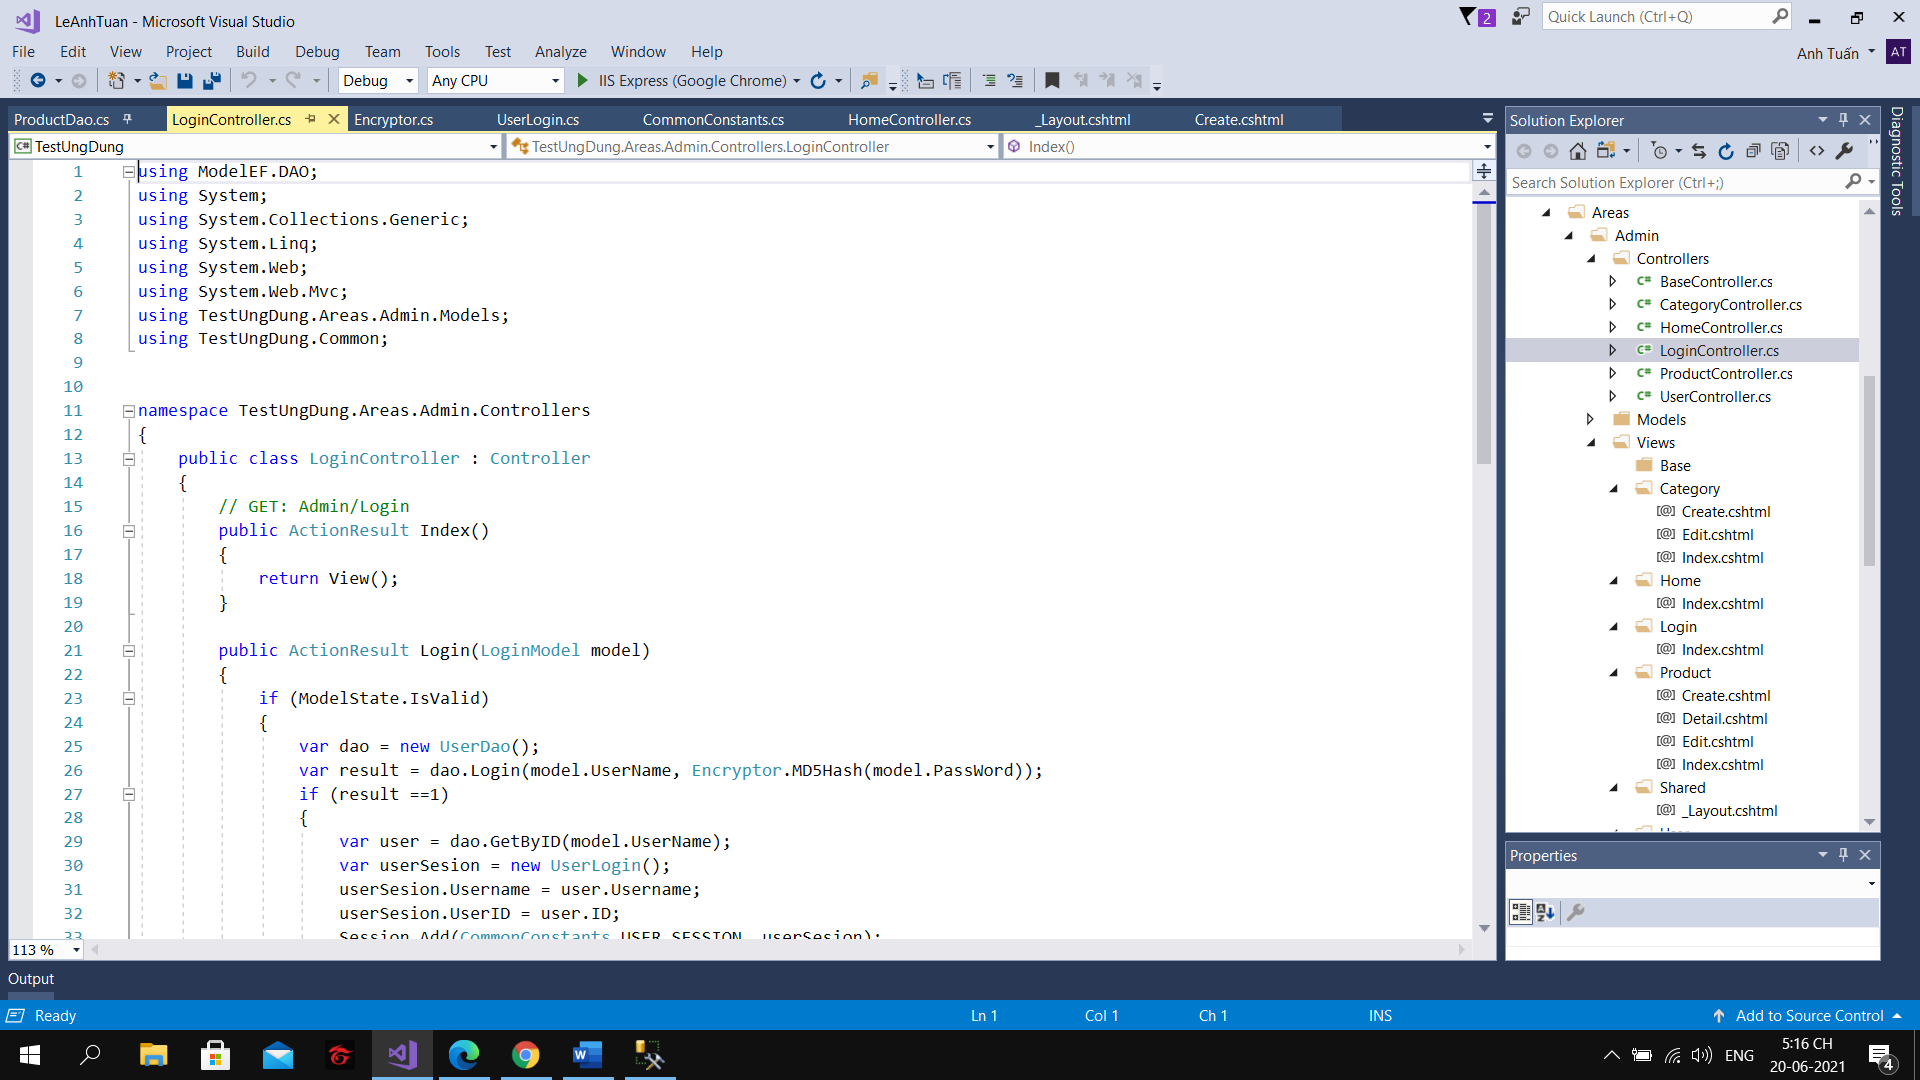 LeAnhTuan - Microsoft Visual Studio
2
Quick Launch (Ctrl+Q)
File Edit View Project Build Debug Team Tools Test Analyze Window Help
Anh Tuấn AT
Debug Any CPU IIS Express (Google Chrome)
ProductDao.cs LoginController.cs Encryptor.cs UserLogin.cs CommonConstants.cs HomeController.cs _Layout.cshtml Create.cshtml
TestUngDung TestUngDung.Areas.Admin.Controllers.LoginController Index()
1 using ModelEF.DAO;
2 using System;
3 using System.Collections.Generic;
4 using System.Linq;
5 using System.Web;
6 using System.Web.Mvc;
7 using TestUngDung.Areas.Admin.Models;
8 using TestUngDung.Common;
9
10
11 namespace TestUngDung.Areas.Admin.Controllers
12 {
13 public class LoginController : Controller
14 {
15 // GET: Admin/Login
16 public ActionResult Index()
17 {
18 return View();
19 }
20
21 public ActionResult Login(LoginModel model)
22 {
23 if (ModelState.IsValid)
24 {
25 var dao = new UserDao();
26 var result = dao.Login(model.UserName, Encryptor.MD5Hash(model.PassWord));
27 if (result ==1)
28 {
29 var user = dao.GetByID(model.UserName);
30 var userSesion = new UserLogin();
31 userSesion.Username = user.Username;
32 userSesion.UserID = user.ID;
33 Session.Add(CommonConstants.USER_SESSION, userSesion);
113 %
Solution Explorer
Search Solution Explorer (Ctrl+;)
Areas
Admin
Controllers
C# BaseController.cs
C# CategoryController.cs
C# HomeController.cs
C# LoginController.cs
C# ProductController.cs
C# UserController.cs
Models
Views
Base
Category
[@] Create.cshtml
[@] Edit.cshtml
[@] Index.cshtml
Home
[@] Index.cshtml
Login
[@] Index.cshtml
Product
[@] Create.cshtml
[@] Detail.cshtml
[@] Edit.cshtml
[@] Index.cshtml
Shared
[@] _Layout.cshtml
Properties
Diagnostic Tools
Output
Ready Ln 1 Col 1 Ch 1 INS Add to Source Control
ENG
5:16 CH
20-06-2021
4